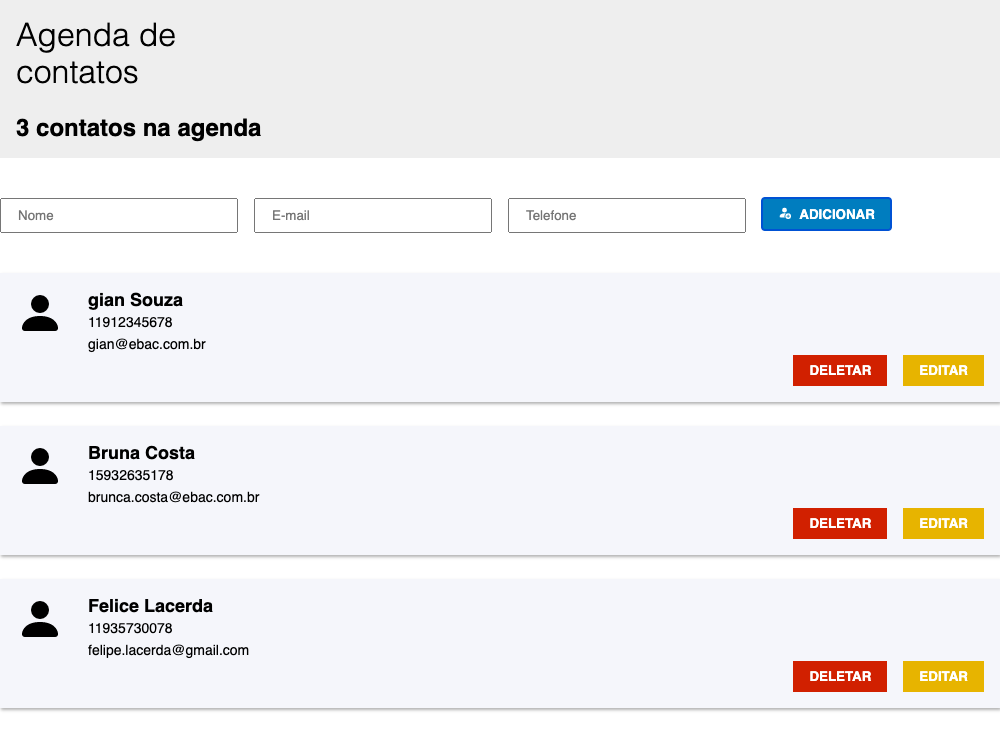 Agenda de
contatos
3 contatos na agenda
Nome
E-mail
Telefone
ADICIONAR
gian Souza
11912345678
gian@ebac.com.br
DELETAR
EDITAR
Bruna Costa
15932635178
brunca.costa@ebac.com.br
DELETAR
EDITAR
Felice Lacerda
11935730078
felipe.lacerda@gmail.com
DELETAR
EDITAR